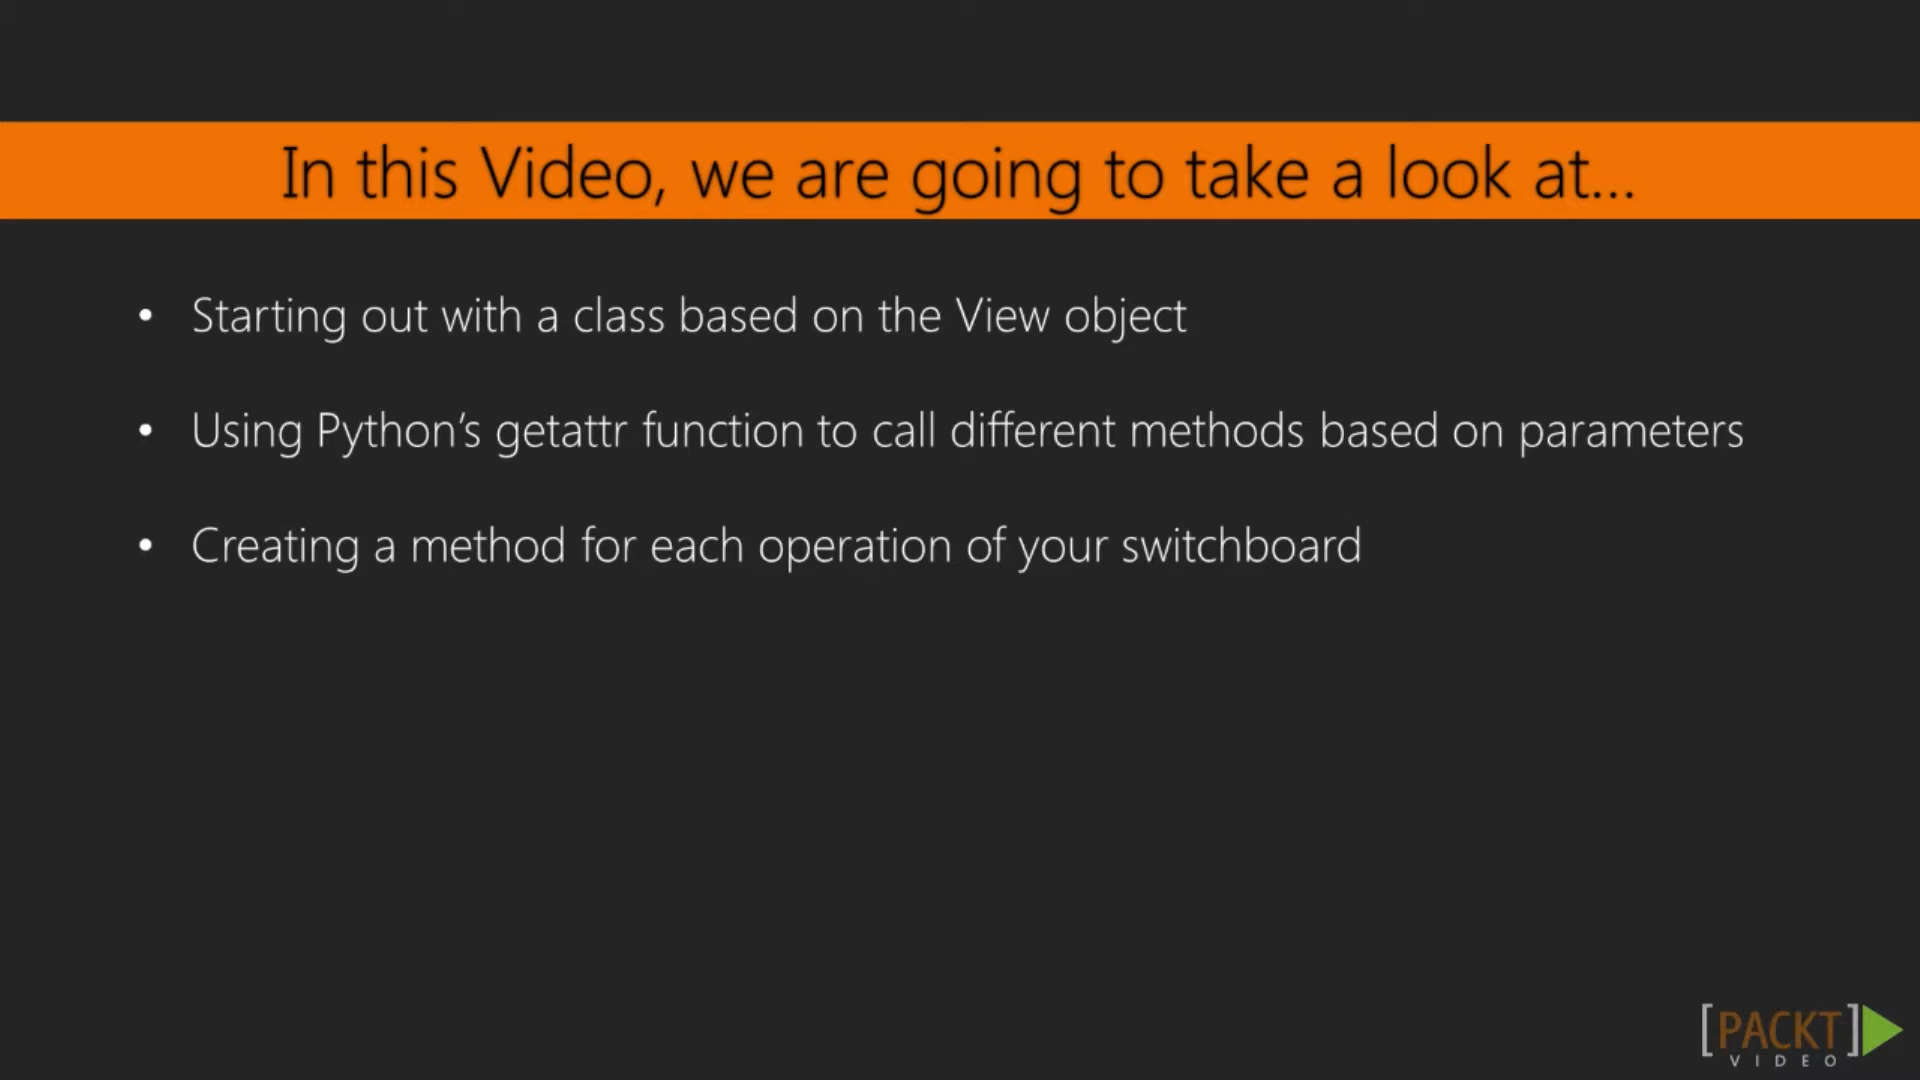 In this Video, we are going to take a look at...
• Starting out with a class based on the View object
• Using Python’s getattr function to call different methods based on parameters
• Creating a method for each operation of your switchboard
[PACKT]
VIDEO